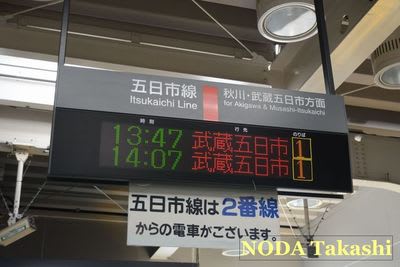 五日市線
Itsukaichi Line
秋川・武蔵五日市方面
for Akigawa & Musashi-Itsukaichi
時刻 行先 のりば
13:47 武蔵五日市 1
14:07 武蔵五日市 1
五日市線は2番線
からの電車がございます。
NODA Takashi